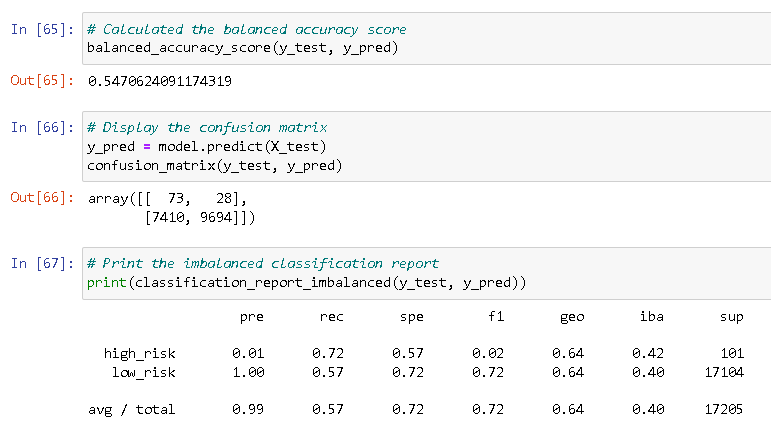 In [65]: # Calculated the balanced accuracy score
balanced_accuracy_score(y_test, y_pred)
Out[65]: 0.5470624091174319
In [66]: # Display the confusion matrix
y_pred = model.predict(X_test)
confusion_matrix(y_test, y_pred)
Out[66]: array([[  73,   28],
[7410, 9694]])
In [67]: # Print the imbalanced classification report
print(classification_report_imbalanced(y_test, y_pred))
pre rec spe f1 geo iba sup
high_risk 0.01 0.72 0.57 0.02 0.64 0.42 101
low_risk 1.00 0.57 0.72 0.72 0.64 0.40 17104
avg / total 0.99 0.57 0.72 0.72 0.64 0.40 17205